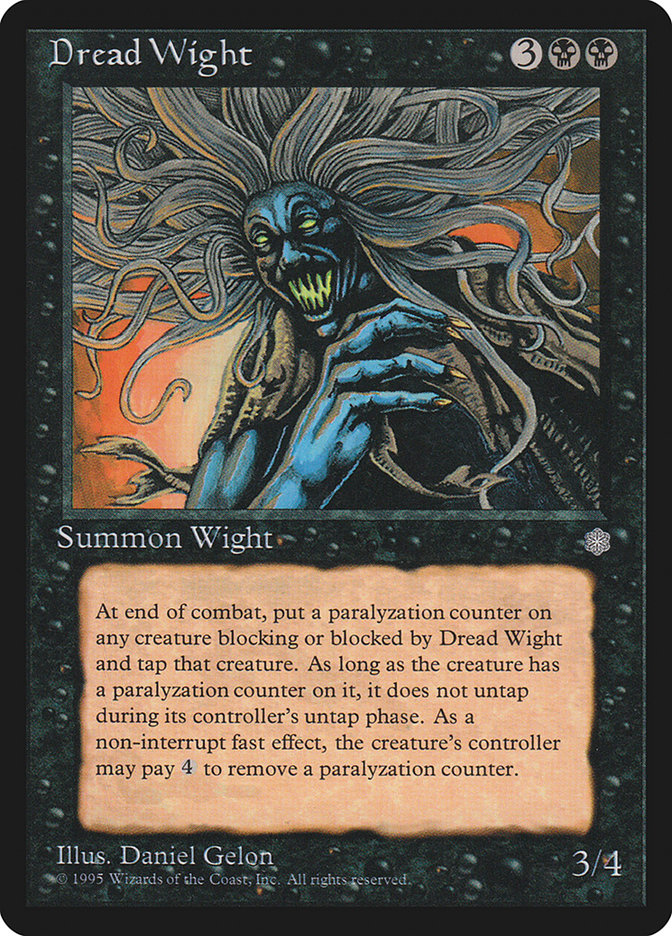 Dread Wight 3
Summon Wight
At end of combat, put a paralyzation counter on
any creature blocking or blocked by Dread Wight
and tap that creature. As long as the creature has
a paralyzation counter on it, it does not untap
during its controller's untap phase. As a
non-interrupt fast effect, the creature's controller
may pay 4 to remove a paralyzation counter.
Illus. Daniel Gelon
3/4
© 1995 Wizards of the Coast, Inc. All rights reserved.